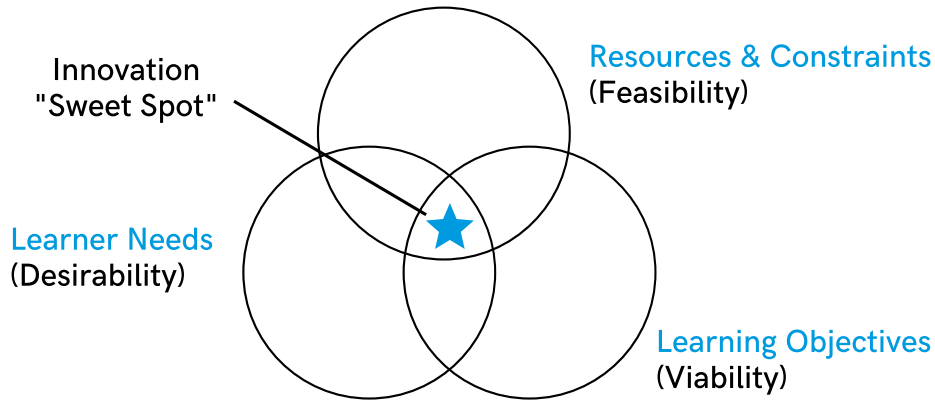 Innovation
"Sweet Spot"
Resources & Constraints
(Feasibility)
Learner Needs
(Desirability)
Learning Objectives
(Viability)